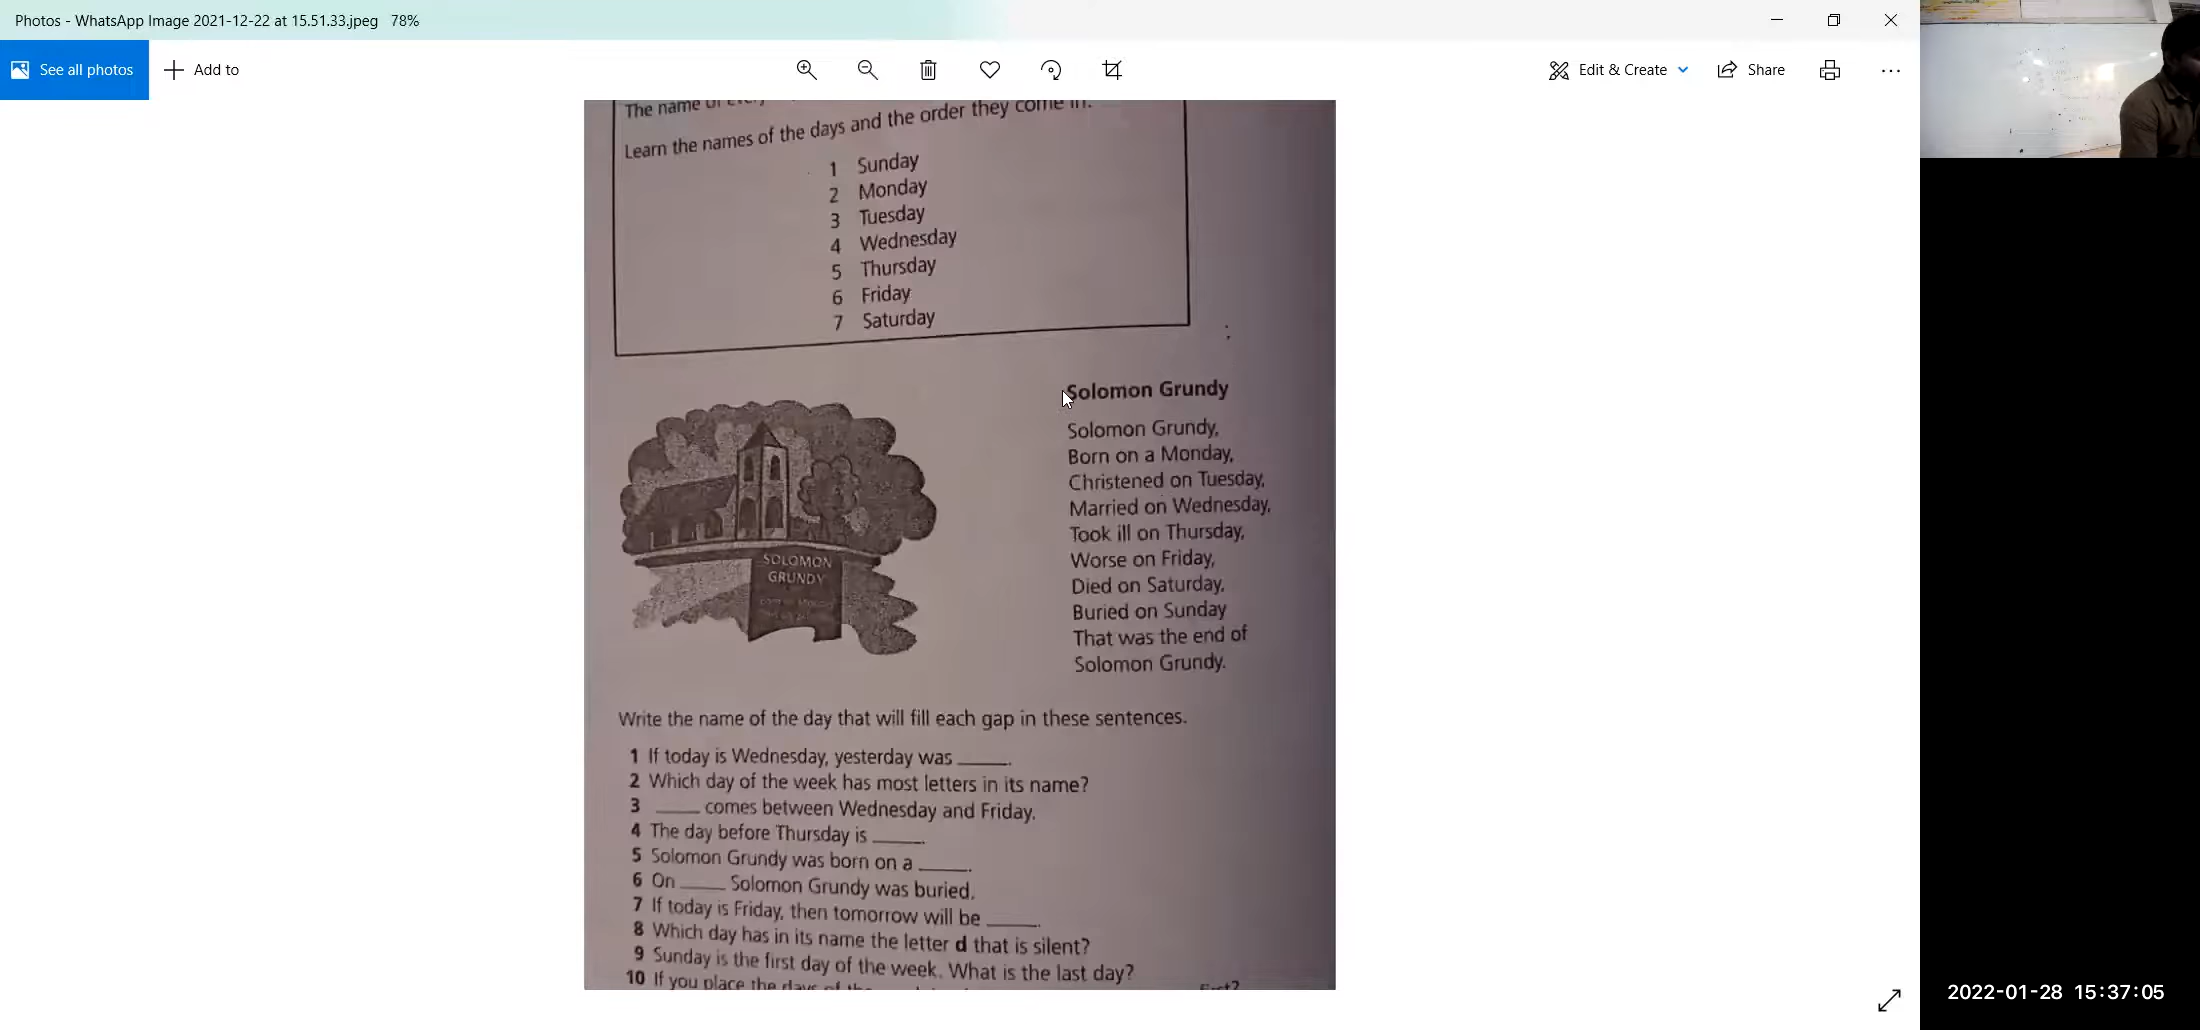 Photos - WhatsApp Image 2021-12-22 at 15.51.33.jpeg 78%
See all photos
Add to
Edit & Create
Share
The name of
Learn the names of the days and the order they come in.
1 Sunday
2 Monday
3 Tuesday
4 Wednesday
5 Thursday
6 Friday
7 Saturday
Solomon Grundy
Solomon Grundy,
Born on a Monday,
Christened on Tuesday,
Married on Wednesday,
Took ill on Thursday,
Worse on Friday,
Died on Saturday,
Buried on Sunday
That was the end of
Solomon Grundy.
SOLOMON
GRUNDY
Write the name of the day that will fill each gap in these sentences.
1 If today is Wednesday, yesterday was _____.
2 Which day of the week has most letters in its name?
3 _____ comes between Wednesday and Friday.
4 The day before Thursday is _____.
5 Solomon Grundy was born on a _____.
6 On _____ Solomon Grundy was buried.
7 If today is Friday, then tomorrow will be _____.
8 Which day has in its name the letter d that is silent?
9 Sunday is the first day of the week. What is the last day?
10 If you place the days of the first?
2022-01-28 15:37:05